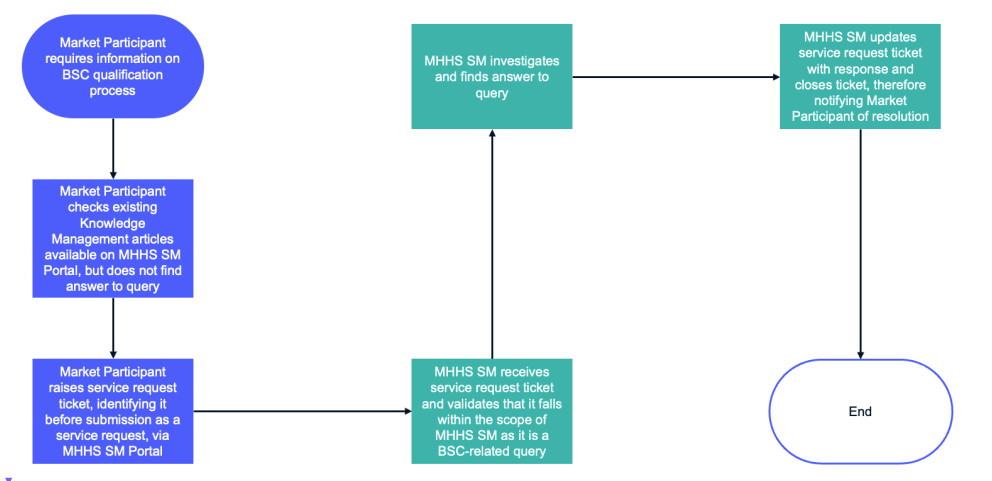 Market Participant
requires information on
BSC qualification
process
Market Participant
checks existing
Knowledge
Management articles
available on MHHS SM
Portal, but does not find
answer to query
Market Participant
raises service request
ticket, identifying it
before submission as a
service request, via
MHHS SM Portal
MHHS SM receives
service request ticket
and validates that it falls
within the scope of
MHHS SM as it is a
BSC-related query
MHHS SM investigates
and finds answer to
query
MHHS SM updates
service request ticket
with response and
closes ticket, therefore
notifying Market
Participant of resolution
End